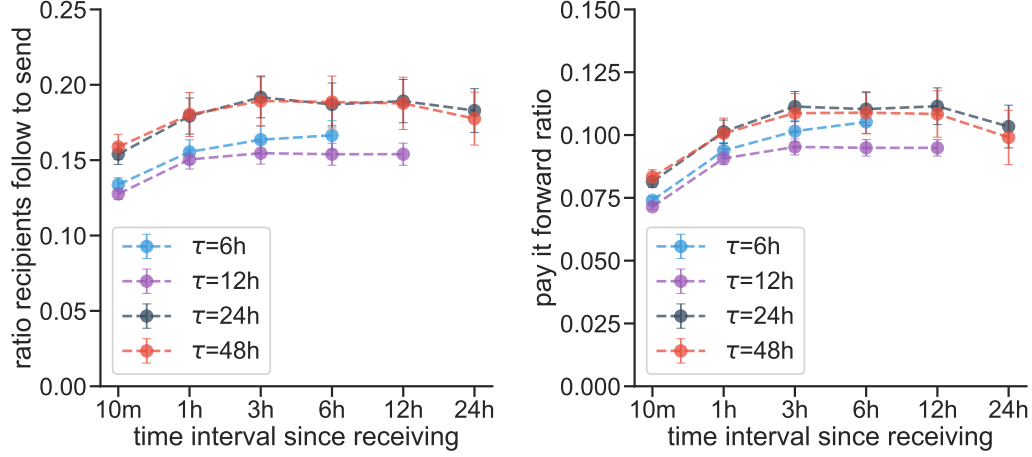 ratio recipients follow to send
0.25
0.20
0.15
0.10
0.05
0.00
τ=6h
τ=12h
τ=24h
τ=48h
10m 1h 3h 6h 12h 24h
time interval since receiving
pay it forward ratio
0.150
0.125
0.100
0.075
0.050
0.025
0.000
τ=6h
τ=12h
τ=24h
τ=48h
10m 1h 3h 6h 12h 24h
time interval since receiving